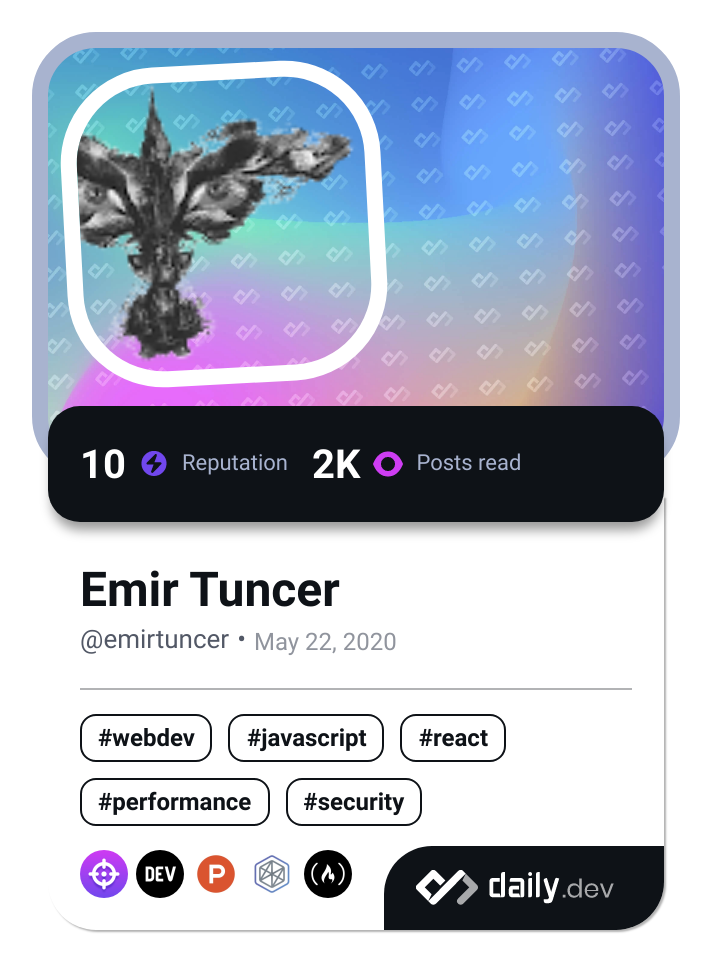 10 Reputation 2K Posts read
Emir Tuncer
@emirtuncer • May 22, 2020
#webdev #javascript #react
#performance #security
DEV P
daily.dev